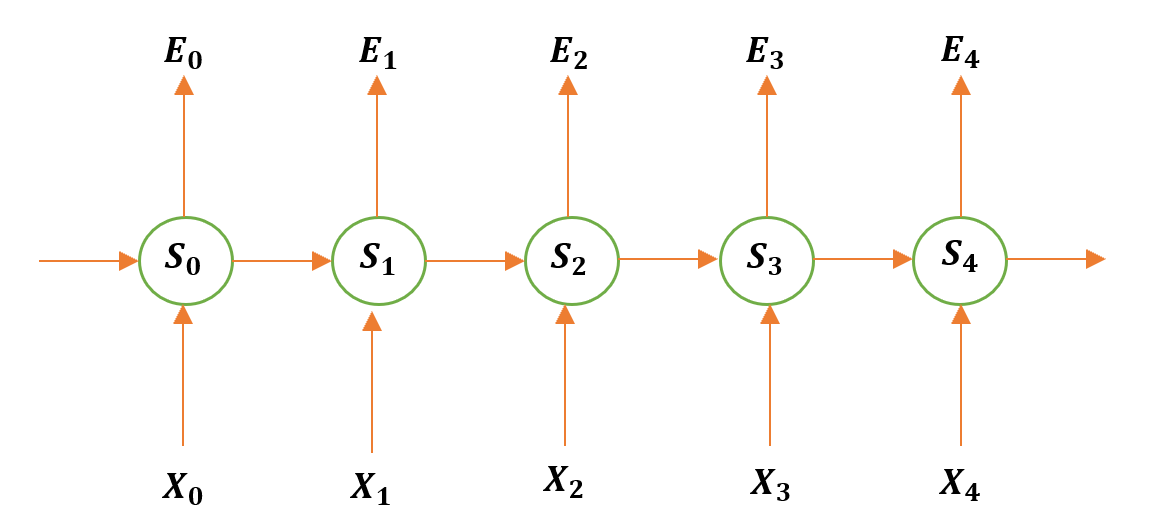 E₀ E₁ E₂ E₃ E₄
S₀ S₁ S₂ S₃ S₄
X₀ X₁ X₂ X₃ X₄